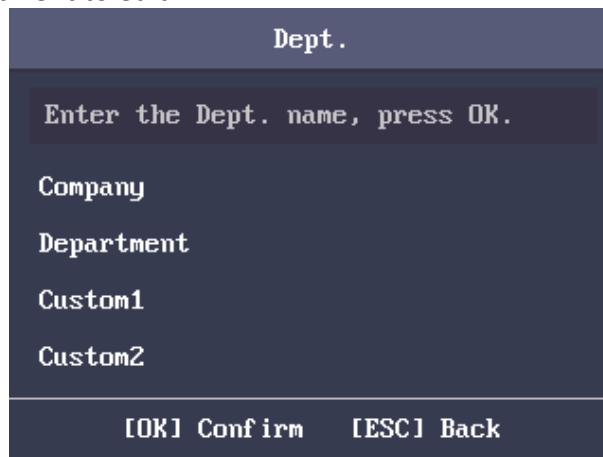 Dept.
Enter the Dept. name, press OK.
Company
Department
Custom1
Custom2
[OK] Confirm [ESC] Back